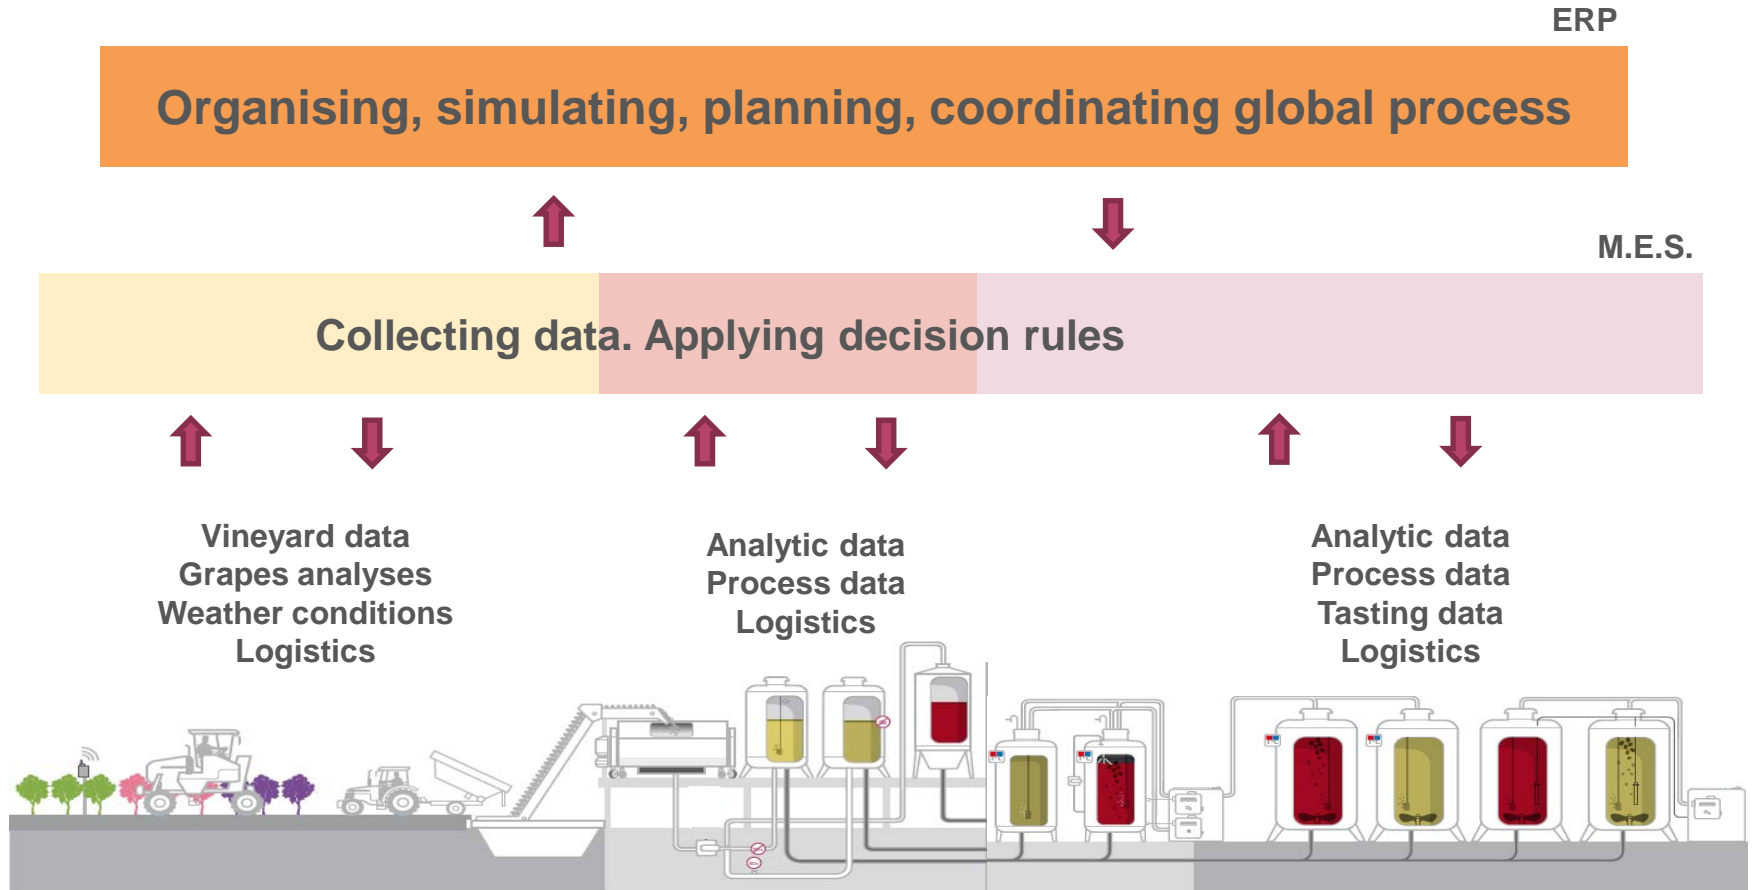 ERP
Organising, simulating, planning, coordinating global process
M.E.S.
Collecting data. Applying decision rules
Vineyard data
Grapes analyses
Weather conditions
Logistics
Analytic data
Process data
Logistics
Analytic data
Process data
Tasting data
Logistics